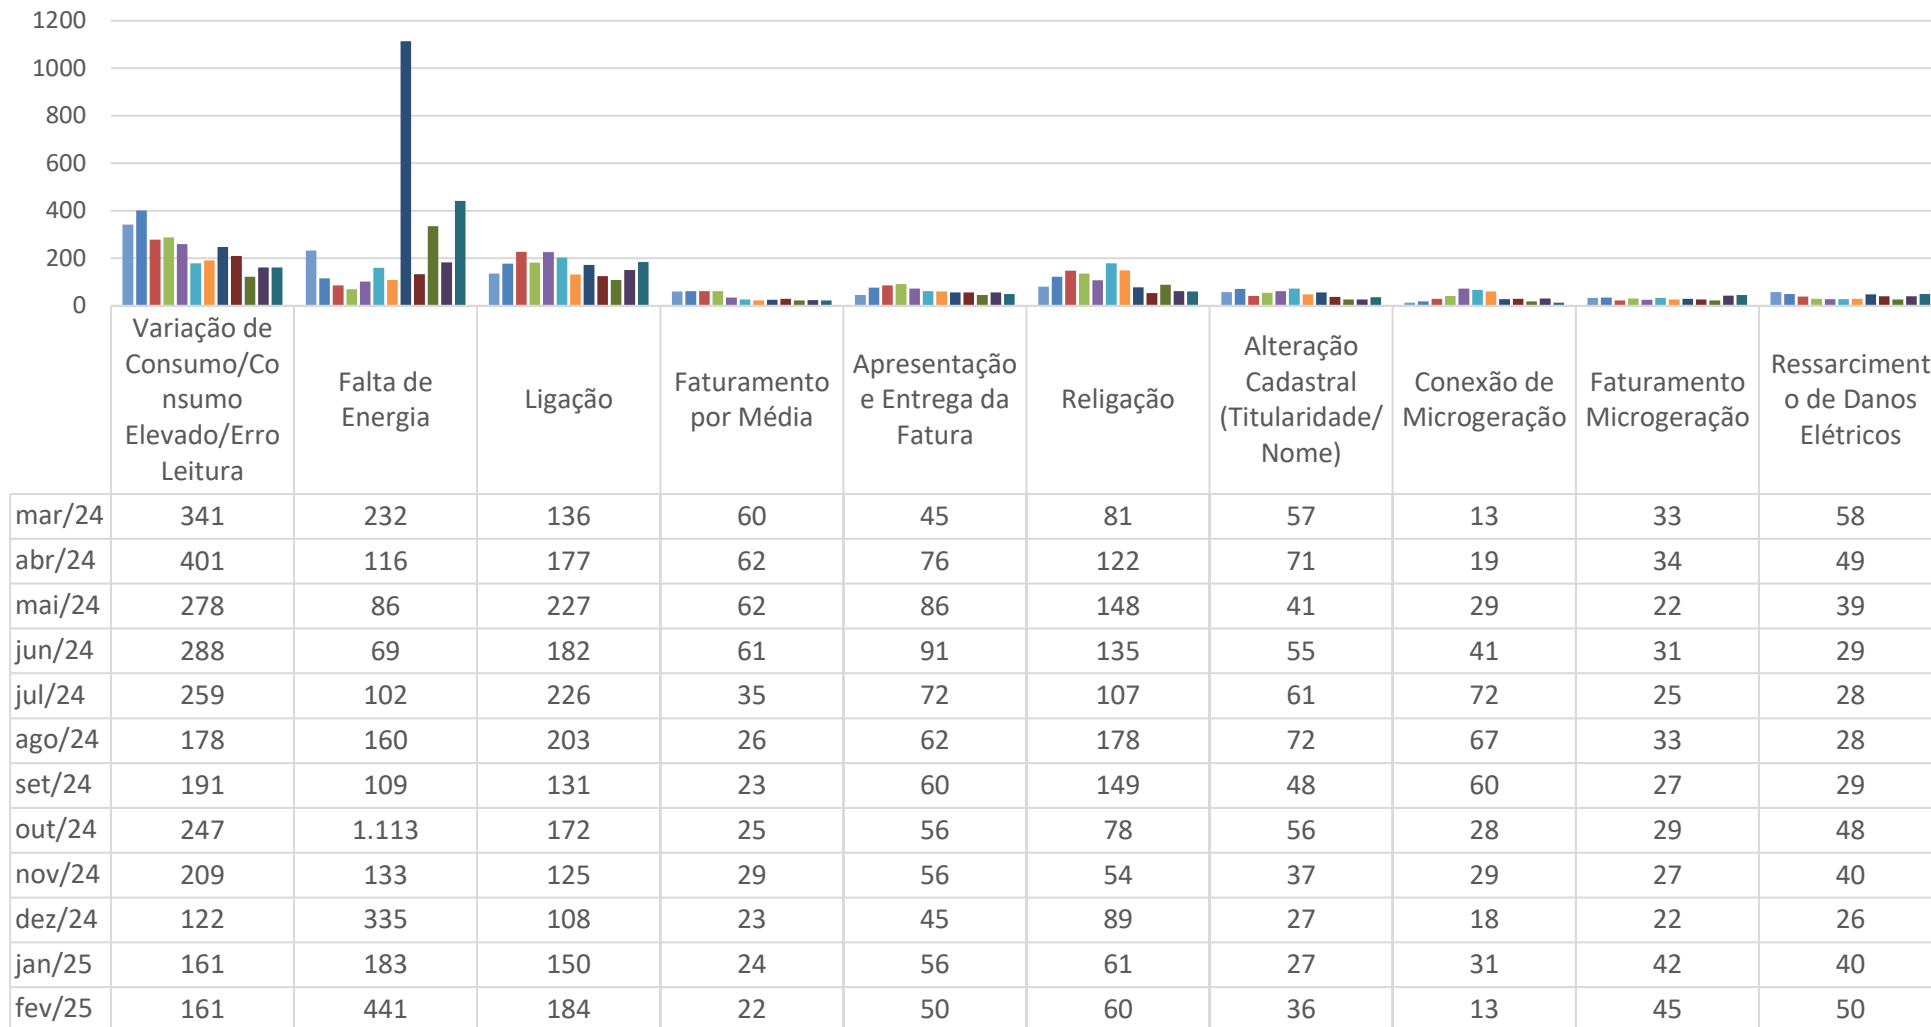 1200
1000
800
600
400
200
0
Variação de
Consumo/Co
nsumo
Elevado/Erro
Leitura
Falta de
Energia
Ligação
Faturamento
por Média
Apresentação
e Entrega da
Fatura
Religação
Alteração
Cadastral
(Titularidade/
Nome)
Conexão de
Microgeração
Faturamento
Microgeração
Ressarciment
o de Danos
Elétricos
mar/24 341 232 136 60 45 81 57 13 33 58
abr/24 401 116 177 62 76 122 71 19 34 49
mai/24 278 86 227 62 86 148 41 29 22 39
jun/24 288 69 182 61 91 135 55 41 31 29
jul/24 259 102 226 35 72 107 61 72 25 28
ago/24 178 160 203 26 62 178 72 67 33 28
set/24 191 109 131 23 60 149 48 60 27 29
out/24 247 1.113 172 25 56 78 56 28 29 48
nov/24 209 133 125 29 56 54 37 29 27 40
dez/24 122 335 108 23 45 89 27 18 22 26
jan/25 161 183 150 24 56 61 27 31 42 40
fev/25 161 441 184 22 50 60 36 13 45 50